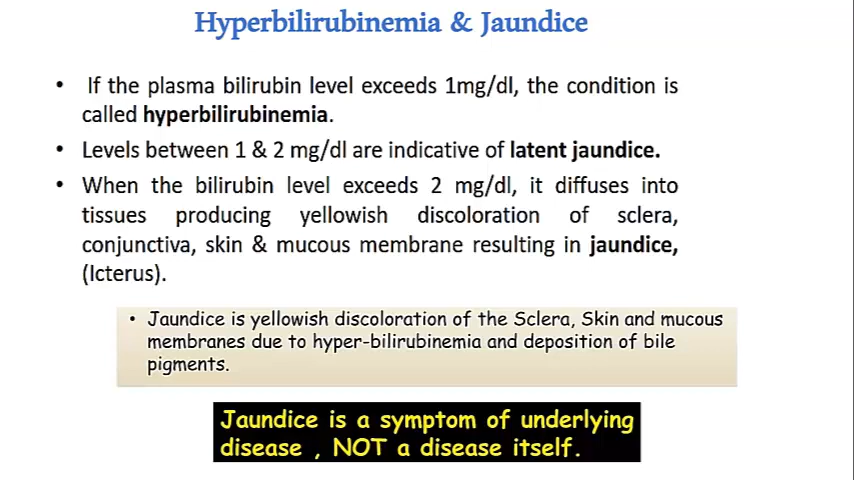 Hyperbilirubinemia & Jaundice
• If the plasma bilirubin level exceeds 1mg/dl, the condition is
called hyperbilirubinemia.
• Levels between 1 & 2 mg/dl are indicative of latent jaundice.
• When the bilirubin level exceeds 2 mg/dl, it diffuses into
tissues producing yellowish discoloration of sclera,
conjunctiva, skin & mucous membrane resulting in jaundice,
(Icterus).
• Jaundice is yellowish discoloration of the Sclera, Skin and mucous
membranes due to hyper-bilirubinemia and deposition of bile
pigments.
Jaundice is a symptom of underlying
disease , NOT a disease itself.